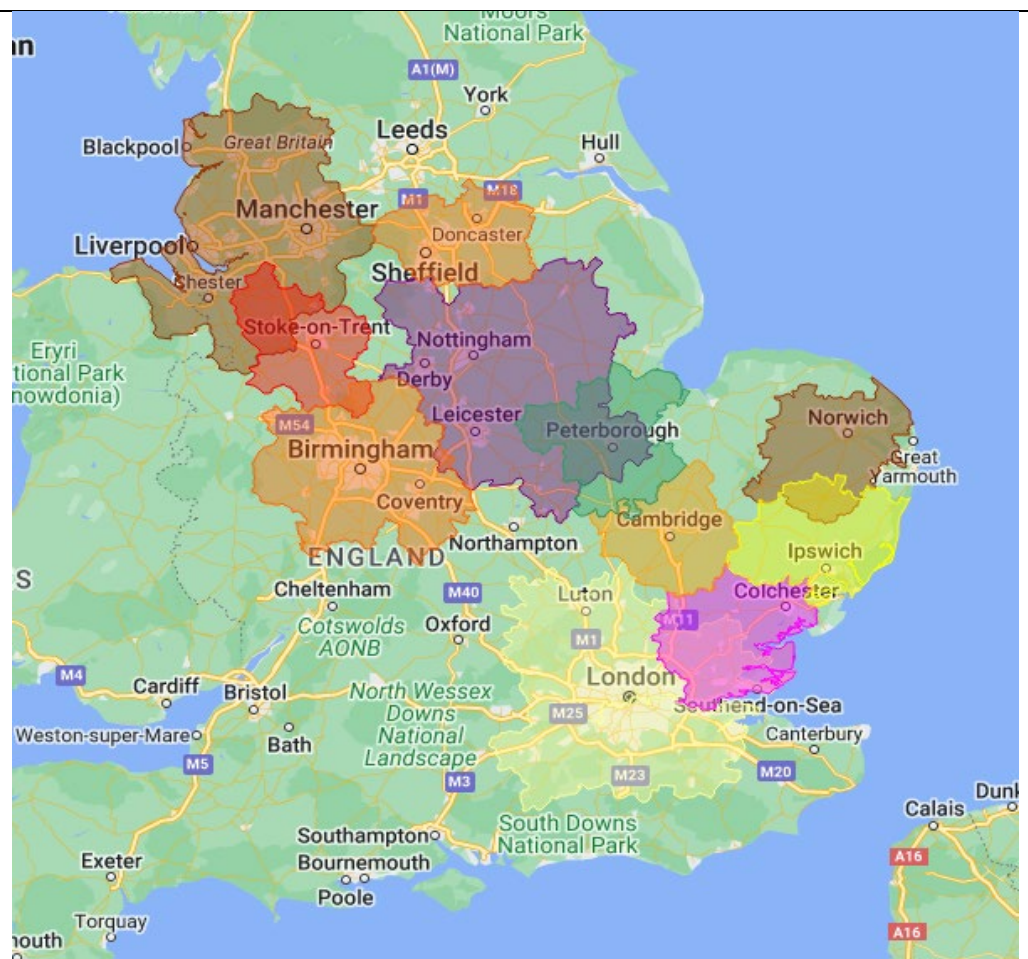 Moors
National Park
an
A1(M)
York
Leeds
Hull
Blackpool
Great Britain
M1
M18
Manchester
Doncaster
Liverpool
Sheffield
Chester
Stoke-on-Trent
Nottingham
Eryri
tional Park
nowdonia)
Derby
Leicester
Norwich
M54
Peterborough
Birmingham
Great
Yarmouth
Coventry
Cambridge
Northampton
Ipswich
ENGLAND
S
Cheltenham
M40
Luton
Colchester
Cotswolds
AONB
Oxford
M11
M1
M4
Cardiff
Bristol
North Wessex
Downs
National
Landscape
London
Southend-on-Sea
M25
Weston-super-Mare
Bath
Canterbury
M5
M3
M23
M20
Dunk
Calais
South Downs
National Park
Southampton
Bournemouth
Poole
Exeter
A16
Torquay
A16
nouth